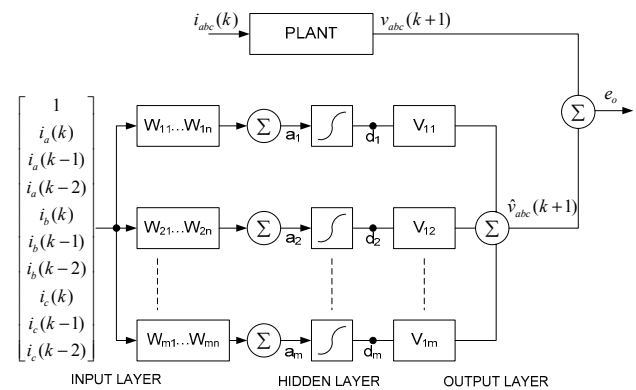 i_abc(k)
PLANT
v_abc(k+1)
e_o
Σ
1
i_a(k)
i_a(k−1)
i_a(k−2)
i_b(k)
i_b(k−1)
i_b(k−2)
i_c(k)
i_c(k−1)
i_c(k−2)
W₁₁...W₁ₙ
Σ
a₁
d₁
V₁₁
W₂₁...W₂ₙ
Σ
a₂
d₂
V₁₂
Σ
v̂_abc(k+1)
Wₘ₁...Wₘₙ
Σ
aₘ
dₘ
V₁ₘ
INPUT LAYER
HIDDEN LAYER
OUTPUT LAYER